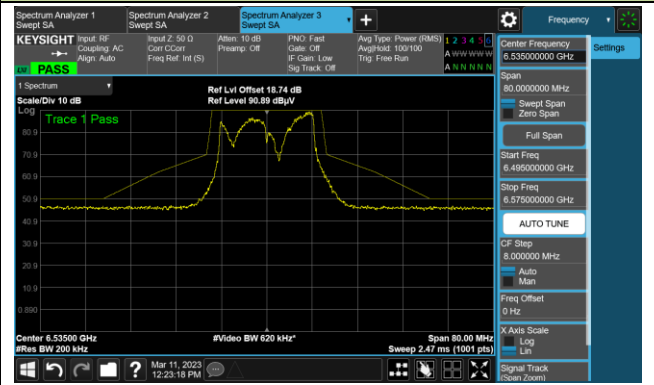 Spectrum Analyzer 1
Swept SA
Spectrum Analyzer 2
Swept SA
Spectrum Analyzer 3
Swept SA
Frequency
KEYSIGHT
Input: RF
Coupling: AC
Align: Auto
Input Z: 50 Ω
Corr CCorr
Freq Ref: Int (S)
Atten: 10 dB
Preamp: Off
PNO: Fast
Gate: Off
IF Gain: Low
Sig Track: Off
Avg Type: Power (RMS)
Avg|Hold: 100/100
Trig: Free Run
1 2 3 4 5 6
A W W W W W
A N N N N N
LNI
PASS
1 Spectrum
Scale/Div 10 dB
Ref Lvl Offset 18.74 dB
Ref Level 90.89 dBµV
Log
Trace 1 Pass
80.9
70.9
60.9
50.9
40.9
30.9
20.9
10.9
0.890
Center 6.53500 GHz
#Res BW 200 kHz
#Video BW 620 kHz*
Span 80.00 MHz
Sweep 2.47 ms (1001 pts)
Mar 11, 2023
12:23:18 PM
Center Frequency
6.535000000 GHz
Settings
Span
80.0000000 MHz
Swept Span
Zero Span
Full Span
Start Freq
6.495000000 GHz
Stop Freq
6.575000000 GHz
AUTO TUNE
CF Step
8.000000 MHz
Auto
Man
Freq Offset
0 Hz
X Axis Scale
Log
Lin
Signal Track
(Span Zoom)